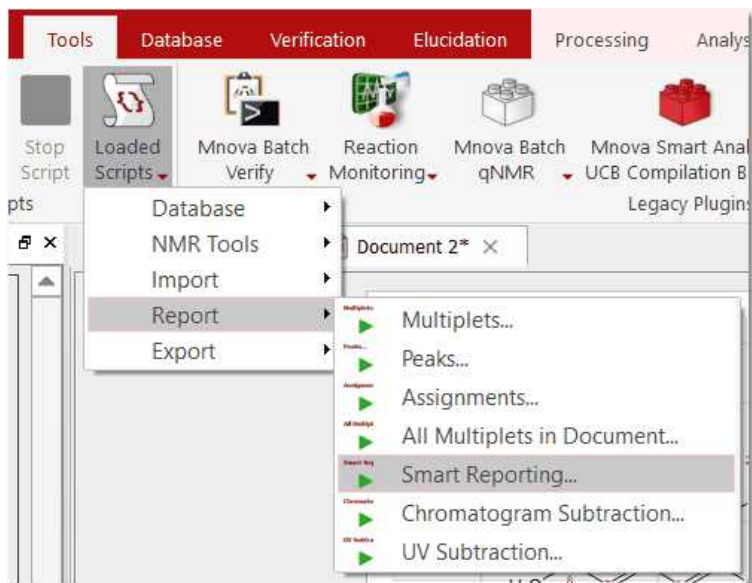 Tools Database Verification Elucidation Processing Analys
Stop Loaded Mnova Batch Reaction Mnova Batch Mnova Smart Anal
Script Scripts Verify Monitoring qNMR UCB Compilation B
pts Legacy Plugins
Database
NMR Tools Document 2*
Import
Report
Multiplets...
Export
Peaks...
Assignments...
All Multiplets in Document...
Smart Reporting...
Chromatogram Subtraction...
UV Subtraction...